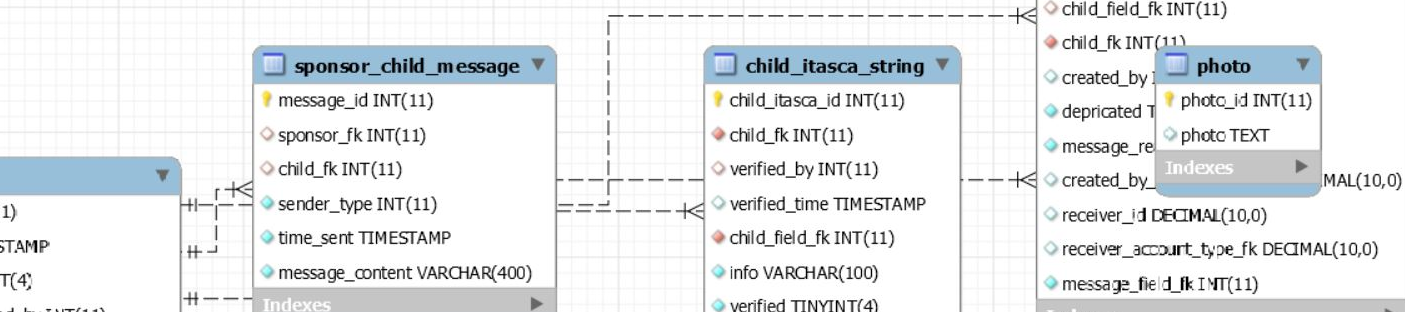 1)
STAMP
T(4)
sponsor_child_message
message_id INT(11)
sponsor_fk INT(11)
child_fk INT(11)
sender_type INT(11)
time_sent TIMESTAMP
message_content VARCHAR(400)
Indexes
child_itasca_string
child_itasca_id INT(11)
child_fk INT(11)
verified_by INT(11)
verified_time TIMESTAMP
child_field_fk INT(11)
info VARCHAR(100)
verified TINYINT(4)
child_field_fk INT(11)
child_fk INT(11)
created_by
depricated T
message_re
created_by_ MAL(10,0)
receiver_id DECIMAL(10,0)
receiver_account_type_fk DECIMAL(10,0)
message_field_fk INT(11)
photo
photo_id INT(11)
photo TEXT
Indexes